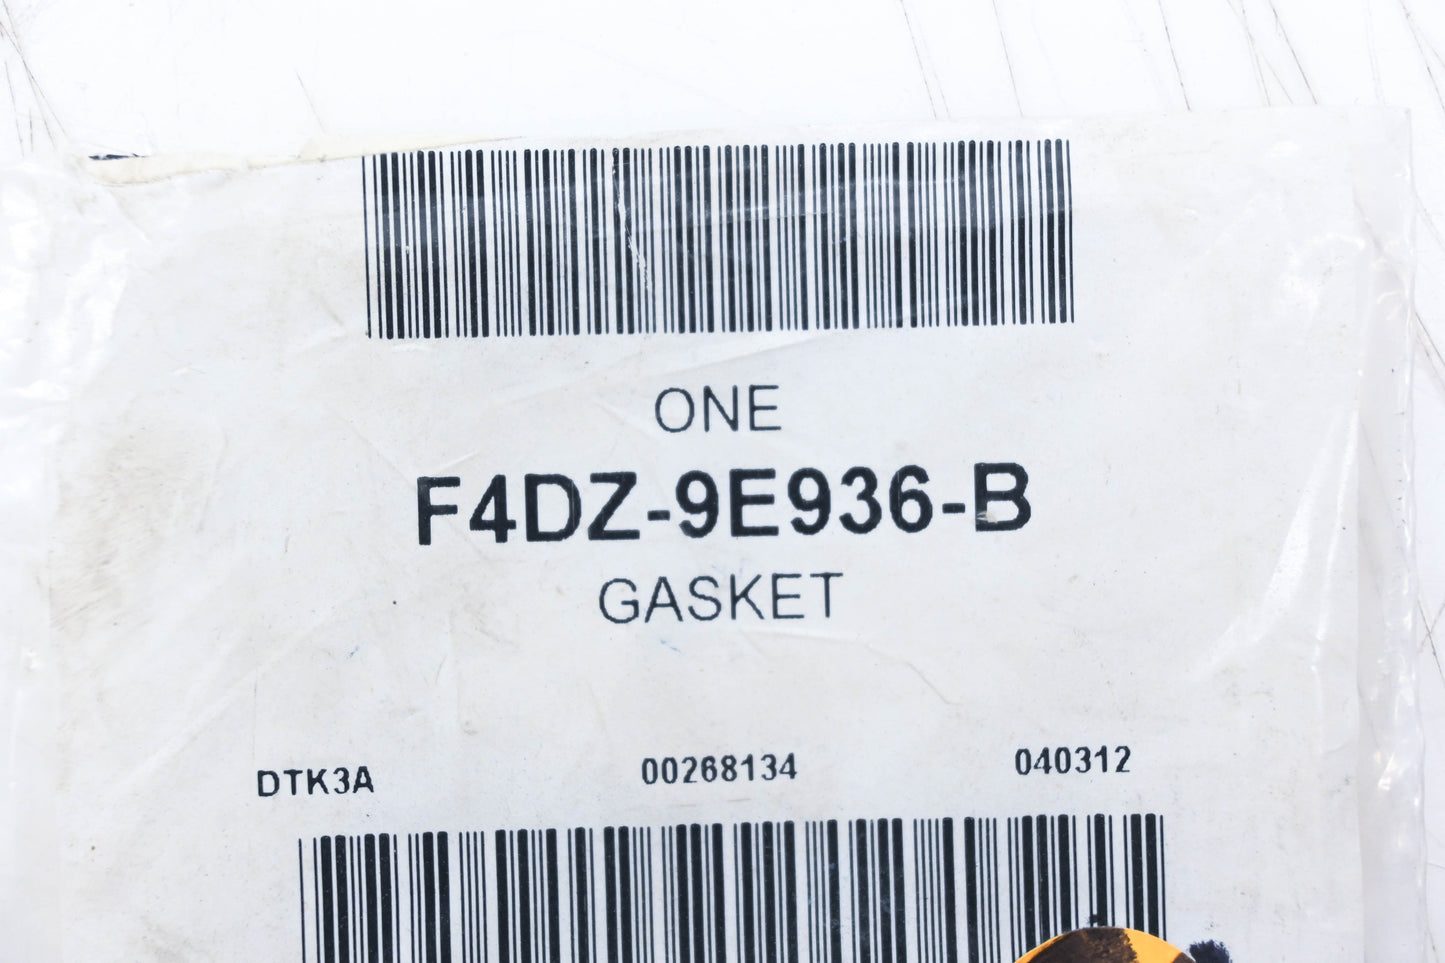 ONE
F4DZ-9E936-B
GASKET
DTK3A 00268134 040312